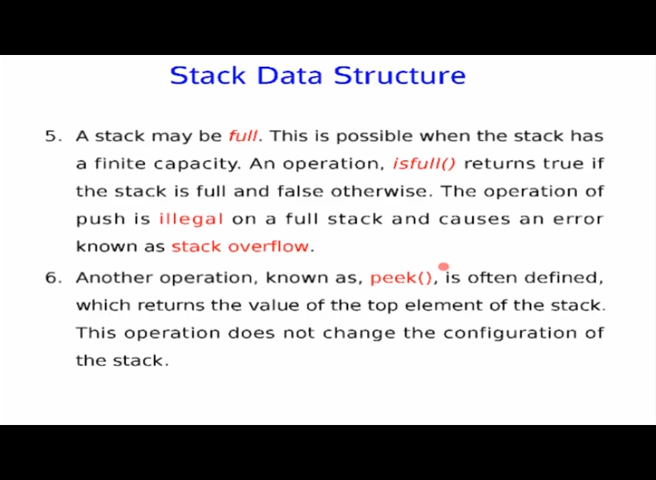 Stack Data Structure
5. A stack may be full. This is possible when the stack has
a finite capacity. An operation, isfull() returns true if
the stack is full and false otherwise. The operation of
push is illegal on a full stack and causes an error
known as stack overflow.
6. Another operation, known as, peek(), is often defined,
which returns the value of the top element of the stack.
This operation does not change the configuration of
the stack.